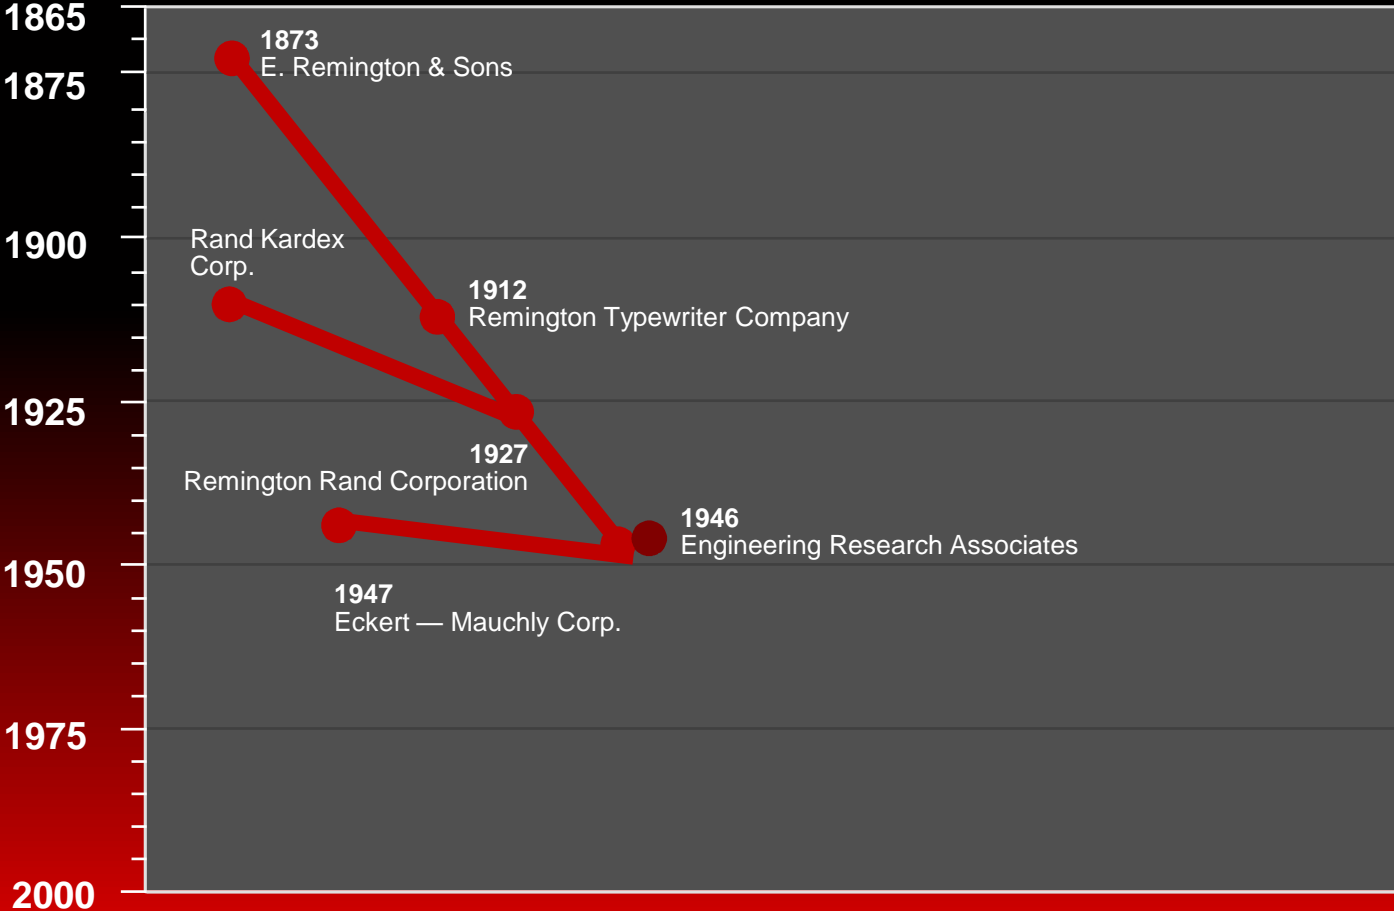 1865
1873
E. Remington & Sons
1875
Rand Kardex
Corp.
1900
1912
Remington Typewriter Company
1925
1927
Remington Rand Corporation
1946
Engineering Research Associates
1950
1947
Eckert — Mauchly Corp.
1975
2000